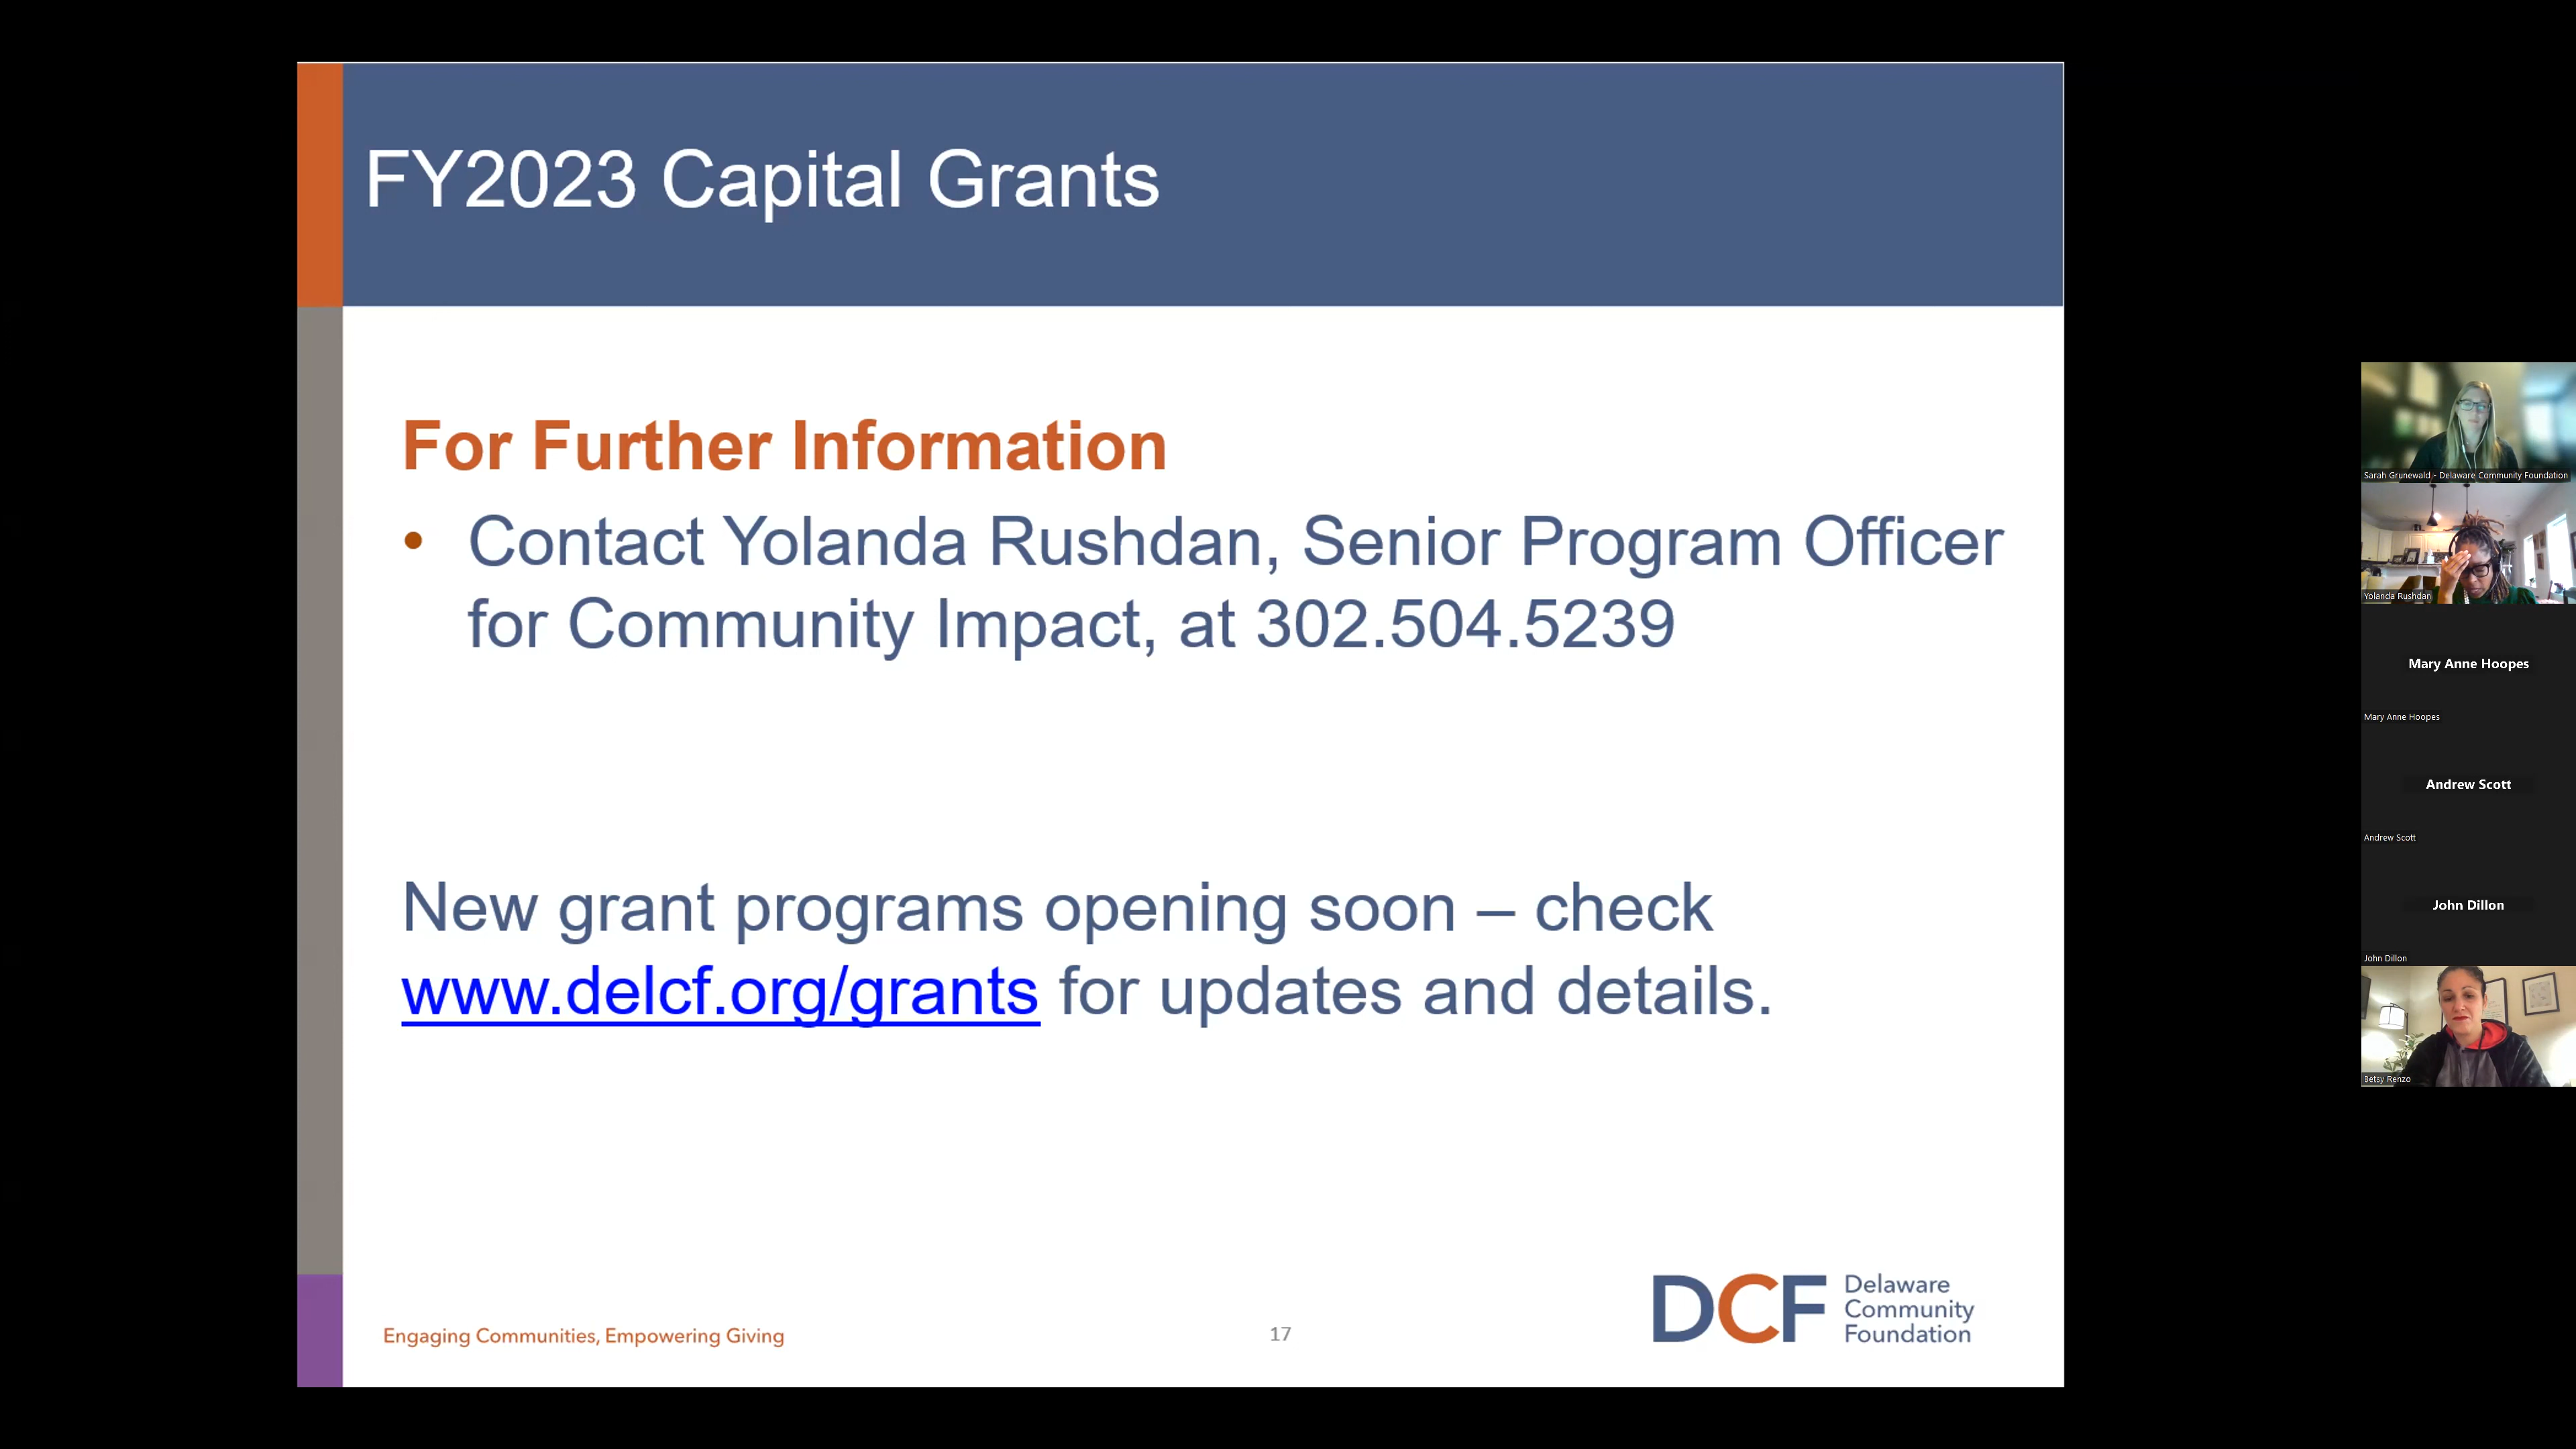 FY2023 Capital Grants
For Further Information
• Contact Yolanda Rushdan, Senior Program Officer
for Community Impact, at 302.504.5239
New grant programs opening soon – check
www.delcf.org/grants for updates and details.
Engaging Communities, Empowering Giving
17
DCF
Delaware
Community
Foundation
Sarah Grunewald - Delaware Community Foundation
Yolanda Rushdan
Mary Anne Hoopes
Mary Anne Hoopes
Andrew Scott
Andrew Scott
John Dillon
John Dillon
Betsy Renzo